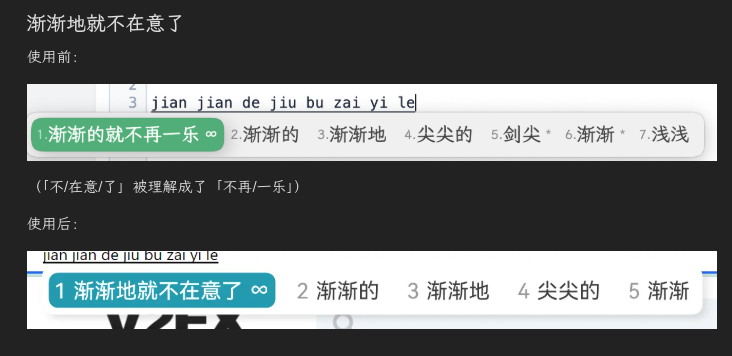 渐渐地就不在意了
使用前：
2
3 jian jian de jiu bu zai yi le
1.渐渐的就不再一乐 ∞ 2.渐渐的 3.渐渐地 4.尖尖的 5.剑尖 * 6.渐渐 * 7.浅浅
（「不/在意/了」被理解成了「不再/一乐」）
使用后：
jian jian de jiu bu zai yi le
1 渐渐地就不在意了 ∞ 2 渐渐的 3 渐渐地 4 尖尖的 5 渐渐
V2EX